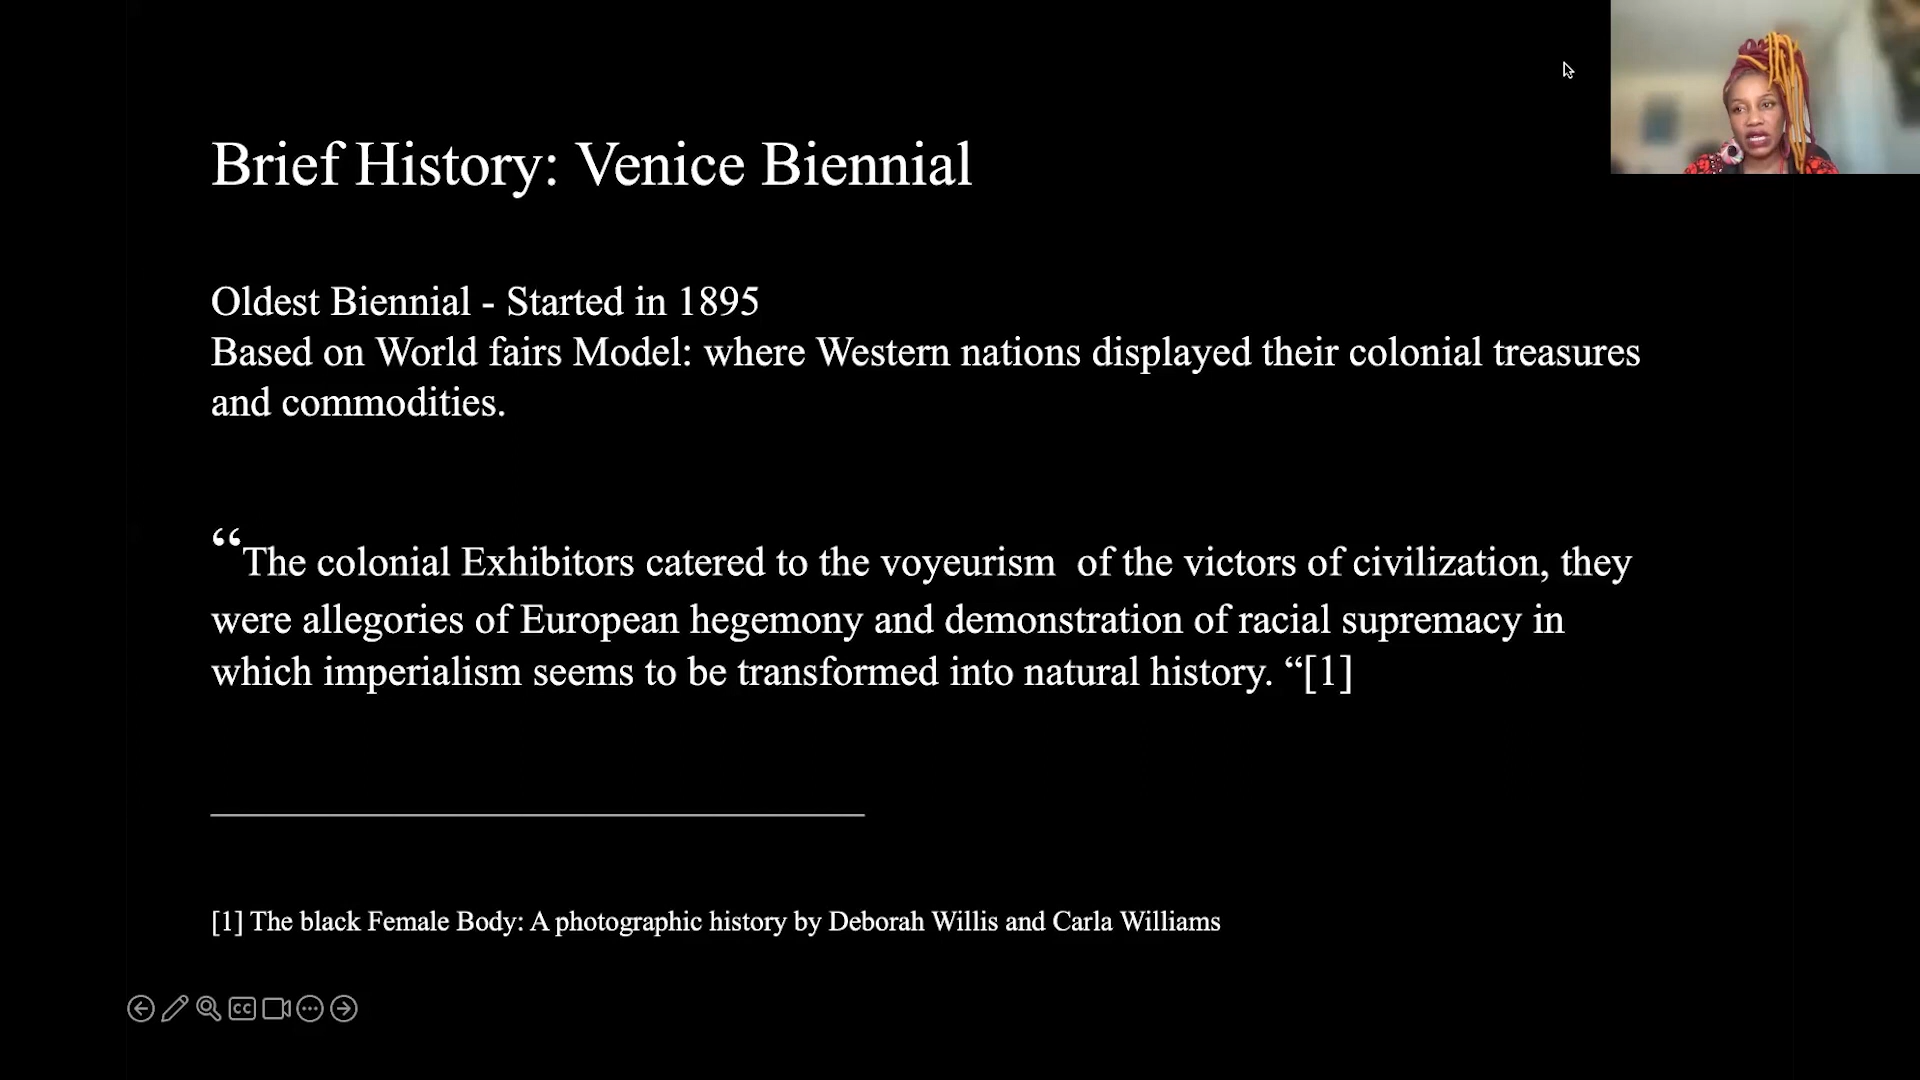 Brief History: Venice Biennial
Oldest Biennial - Started in 1895
Based on World fairs Model: where Western nations displayed their colonial treasures
and commodities.
“The colonial Exhibitors catered to the voyeurism  of the victors of civilization, they
were allegories of European hegemony and demonstration of racial supremacy in
which imperialism seems to be transformed into natural history. “[1]
[1] The black Female Body: A photographic history by Deborah Willis and Carla Williams
CC